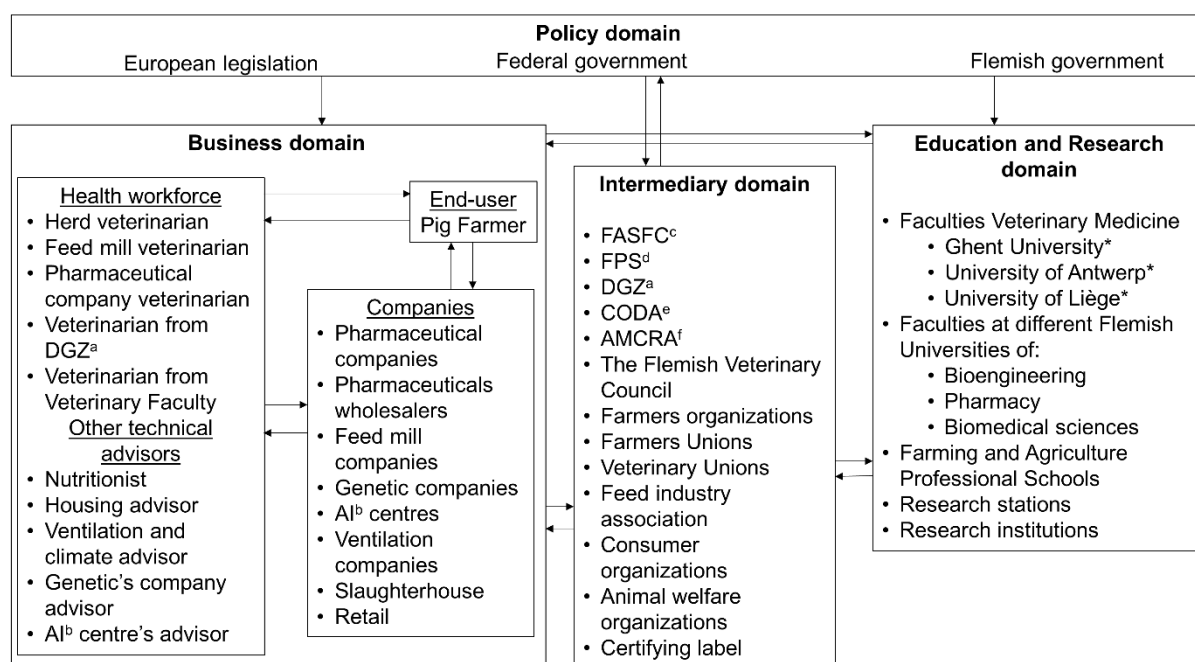 Policy domain
European legislation
Federal government
Flemish government
Business domain
Health workforce
• Herd veterinarian
• Feed mill veterinarian
• Pharmaceutical
company veterinarian
• Veterinarian from
DGZᵃ
• Veterinarian from
Veterinary Faculty
Other technical
advisors
• Nutritionist
• Housing advisor
• Ventilation and
climate advisor
• Genetic's company
advisor
• AIᵇ centre's advisor
End-user
Pig Farmer
Companies
• Pharmaceutical
companies
• Pharmaceuticals
wholesalers
• Feed mill
companies
• Genetic companies
• AIᵇ centres
• Ventilation
companies
• Slaughterhouse
• Retail
Intermediary domain
• FASFCᶜ
• FPSᵈ
• DGZᵃ
• CODAᵉ
• AMCRAᶠ
• The Flemish Veterinary
Council
• Farmers organizations
• Farmers Unions
• Veterinary Unions
• Feed industry
association
• Consumer
organizations
• Animal welfare
organizations
• Certifying label
Education and Research
domain
• Faculties Veterinary Medicine
• Ghent University*
• University of Antwerp*
• University of Liège*
• Faculties at different Flemish
Universities of:
• Bioengineering
• Pharmacy
• Biomedical sciences
• Farming and Agriculture
Professional Schools
• Research stations
• Research institutions